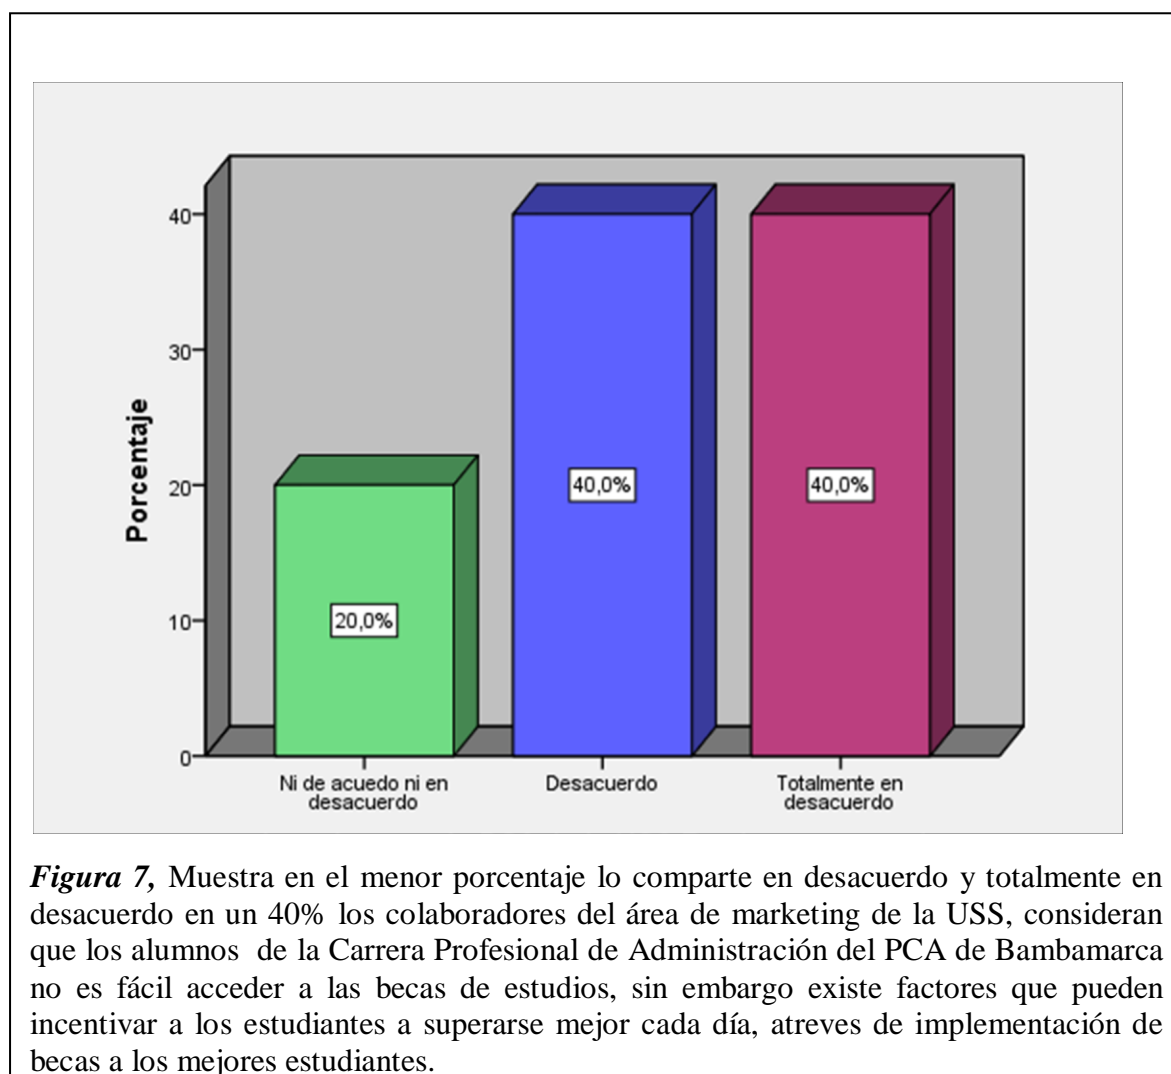 40
30
20
10
0
Porcentaje
20,0%
40,0%
40,0%
Ni de acuedo ni en
desacuerdo
Desacuerdo
Totalmente en
desacuerdo
Figura 7, Muestra en el menor porcentaje lo comparte en desacuerdo y totalmente en
desacuerdo en un 40% los colaboradores del área de marketing de la USS, consideran
que los alumnos de la Carrera Profesional de Administración del PCA de Bambamarca
no es fácil acceder a las becas de estudios, sin embargo existe factores que pueden
incentivar a los estudiantes a superarse mejor cada día, atreves de implementación de
becas a los mejores estudiantes.